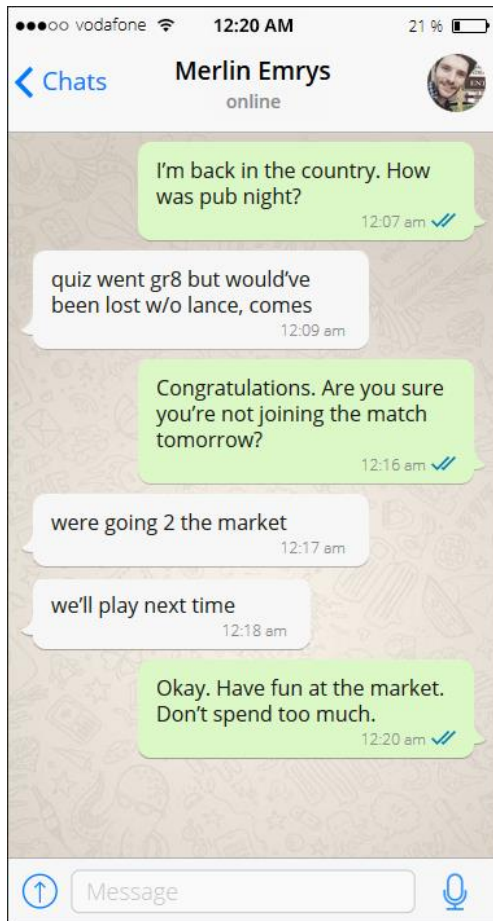 vodafone 12:20 AM 21 %
Chats
Merlin Emrys
online
I'm back in the country. How
was pub night?
12:07 am
quiz went gr8 but would've
been lost w/o lance, comes
12:09 am
Congratulations. Are you sure
you're not joining the match
tomorrow?
12:16 am
were going 2 the market
12:17 am
we'll play next time
12:18 am
Okay. Have fun at the market.
Don't spend too much.
12:20 am
Message